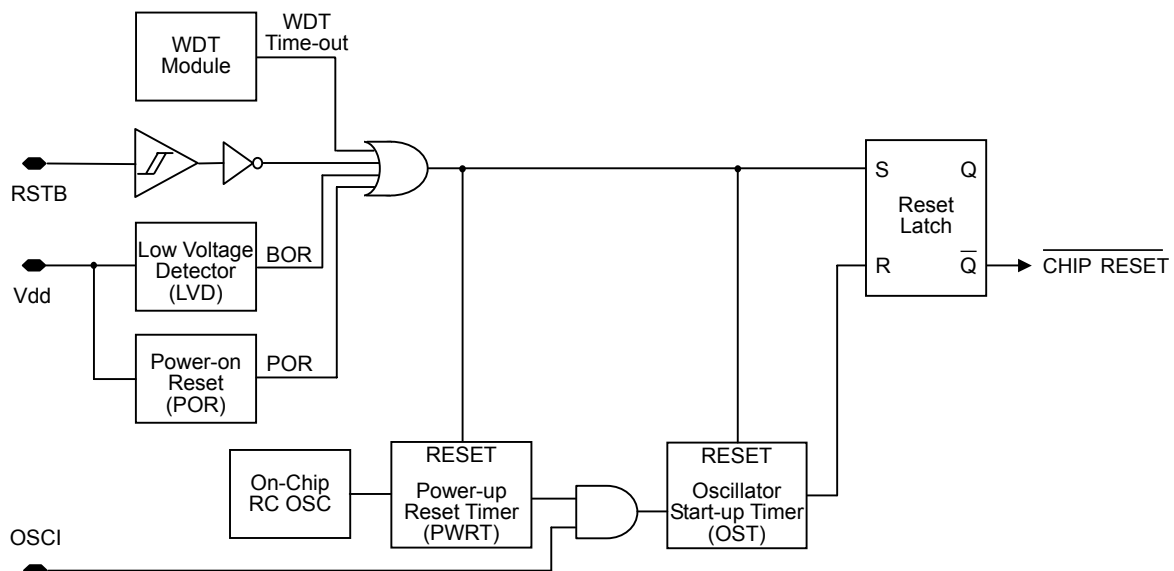 WDT
Module
WDT
Time-out
RSTB
Low Voltage
Detector
(LVD)
BOR
Vdd
Power-on
Reset
(POR)
POR
S
Q
Reset
Latch
R
Q
CHIP RESET
On-Chip
RC OSC
RESET
Power-up
Reset Timer
(PWRT)
RESET
Oscillator
Start-up Timer
(OST)
OSCI